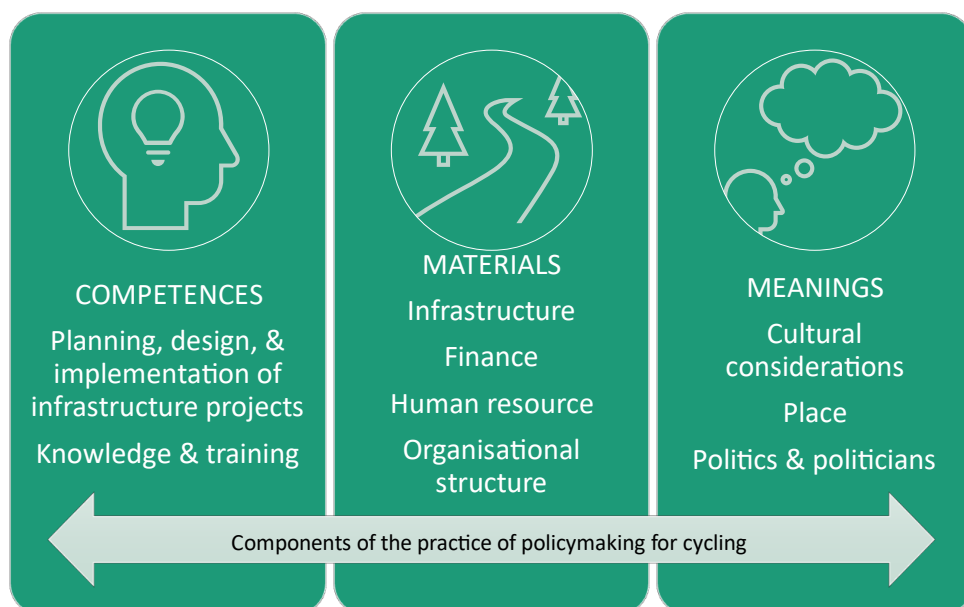 COMPETENCES
Planning, design, &
implementation of
infrastructure projects
Knowledge & training
MATERIALS
Infrastructure
Finance
Human resource
Organisational
structure
MEANINGS
Cultural
considerations
Place
Politics & politicians
Components of the practice of policymaking for cycling